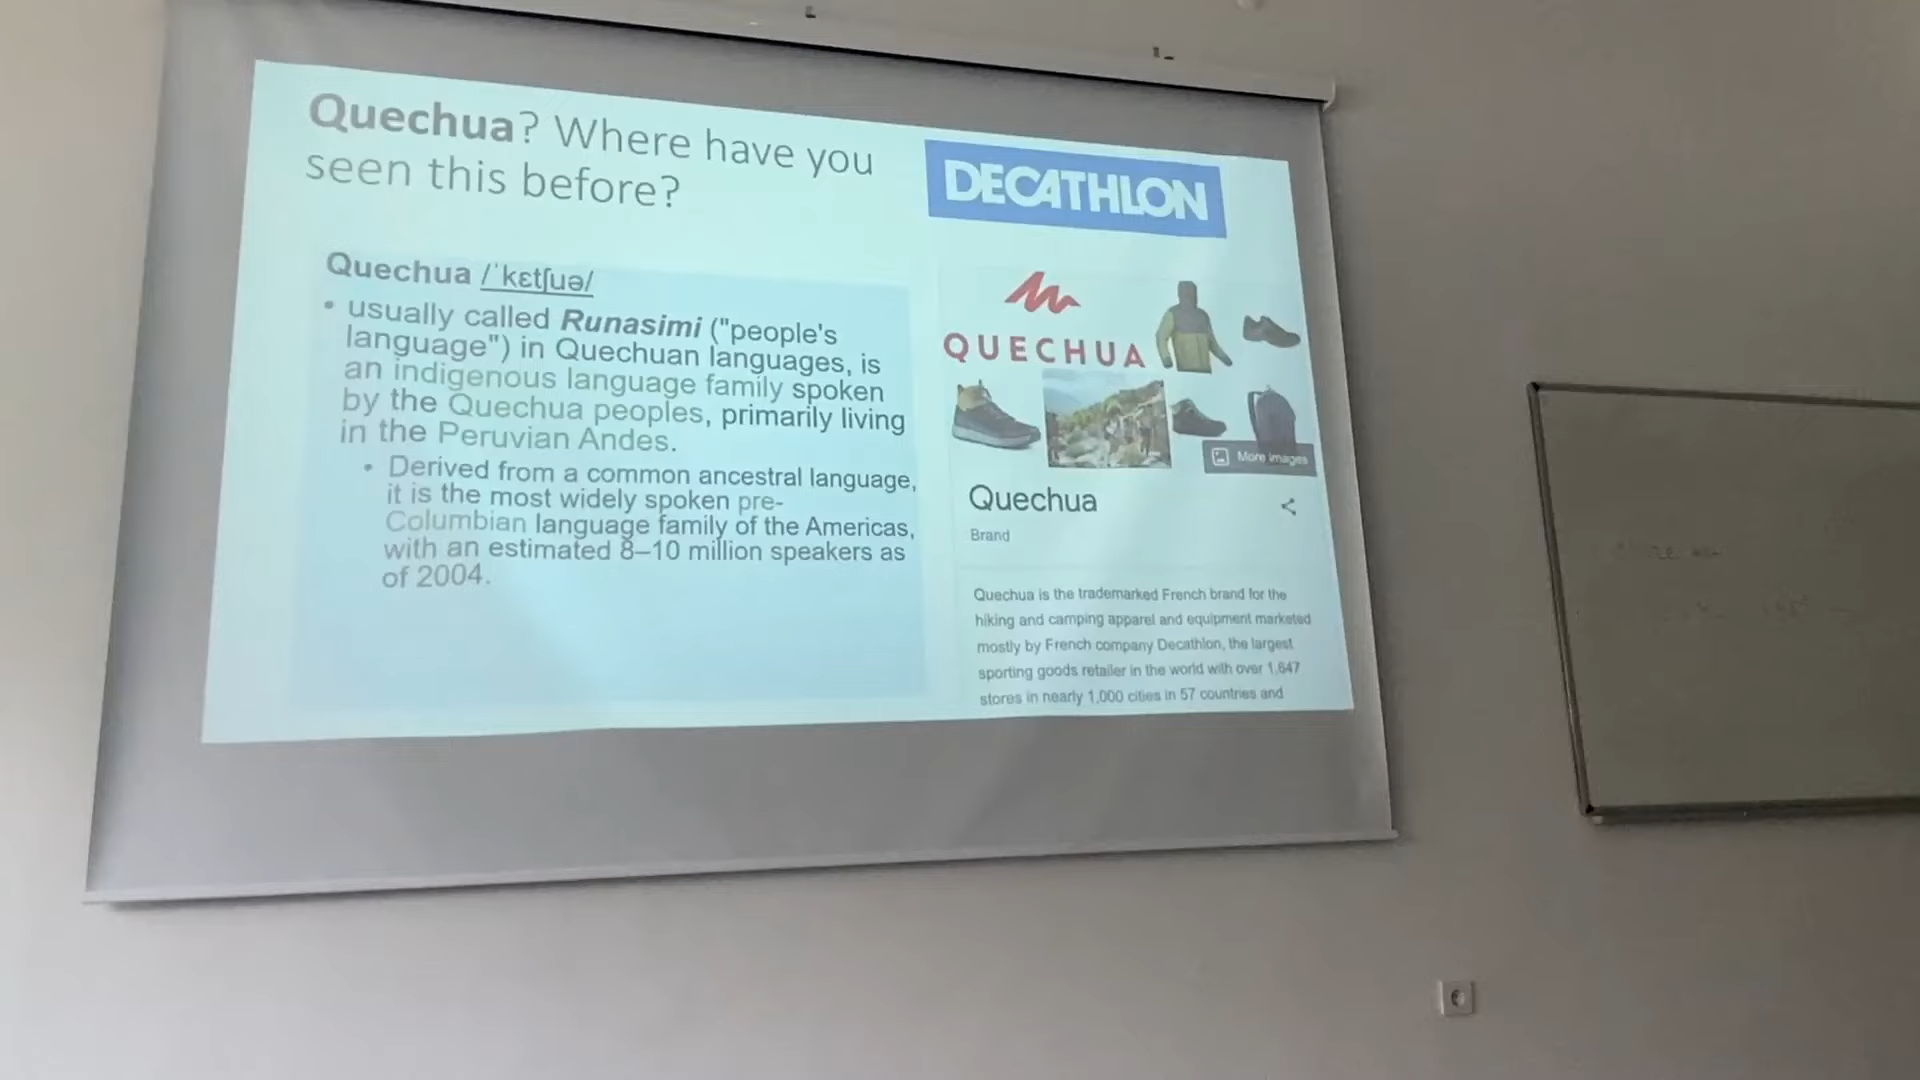 Quechua? Where have you
seen this before?
DECATHLON
Quechua /ˈkɛtʃuə/
• usually called Runasimi ("people's
language") in Quechuan languages, is
an indigenous language family spoken
by the Quechua peoples, primarily living
in the Peruvian Andes.
• Derived from a common ancestral language,
it is the most widely spoken pre-
Columbian language family of the Americas,
with an estimated 8–10 million speakers as
of 2004.
QUECHUA
More images
Quechua
Brand
Quechua is the trademarked French brand for the
hiking and camping apparel and equipment marketed
mostly by French company Decathlon, the largest
sporting goods retailer in the world with over 1,647
stores in nearly 1,000 cities in 57 countries and